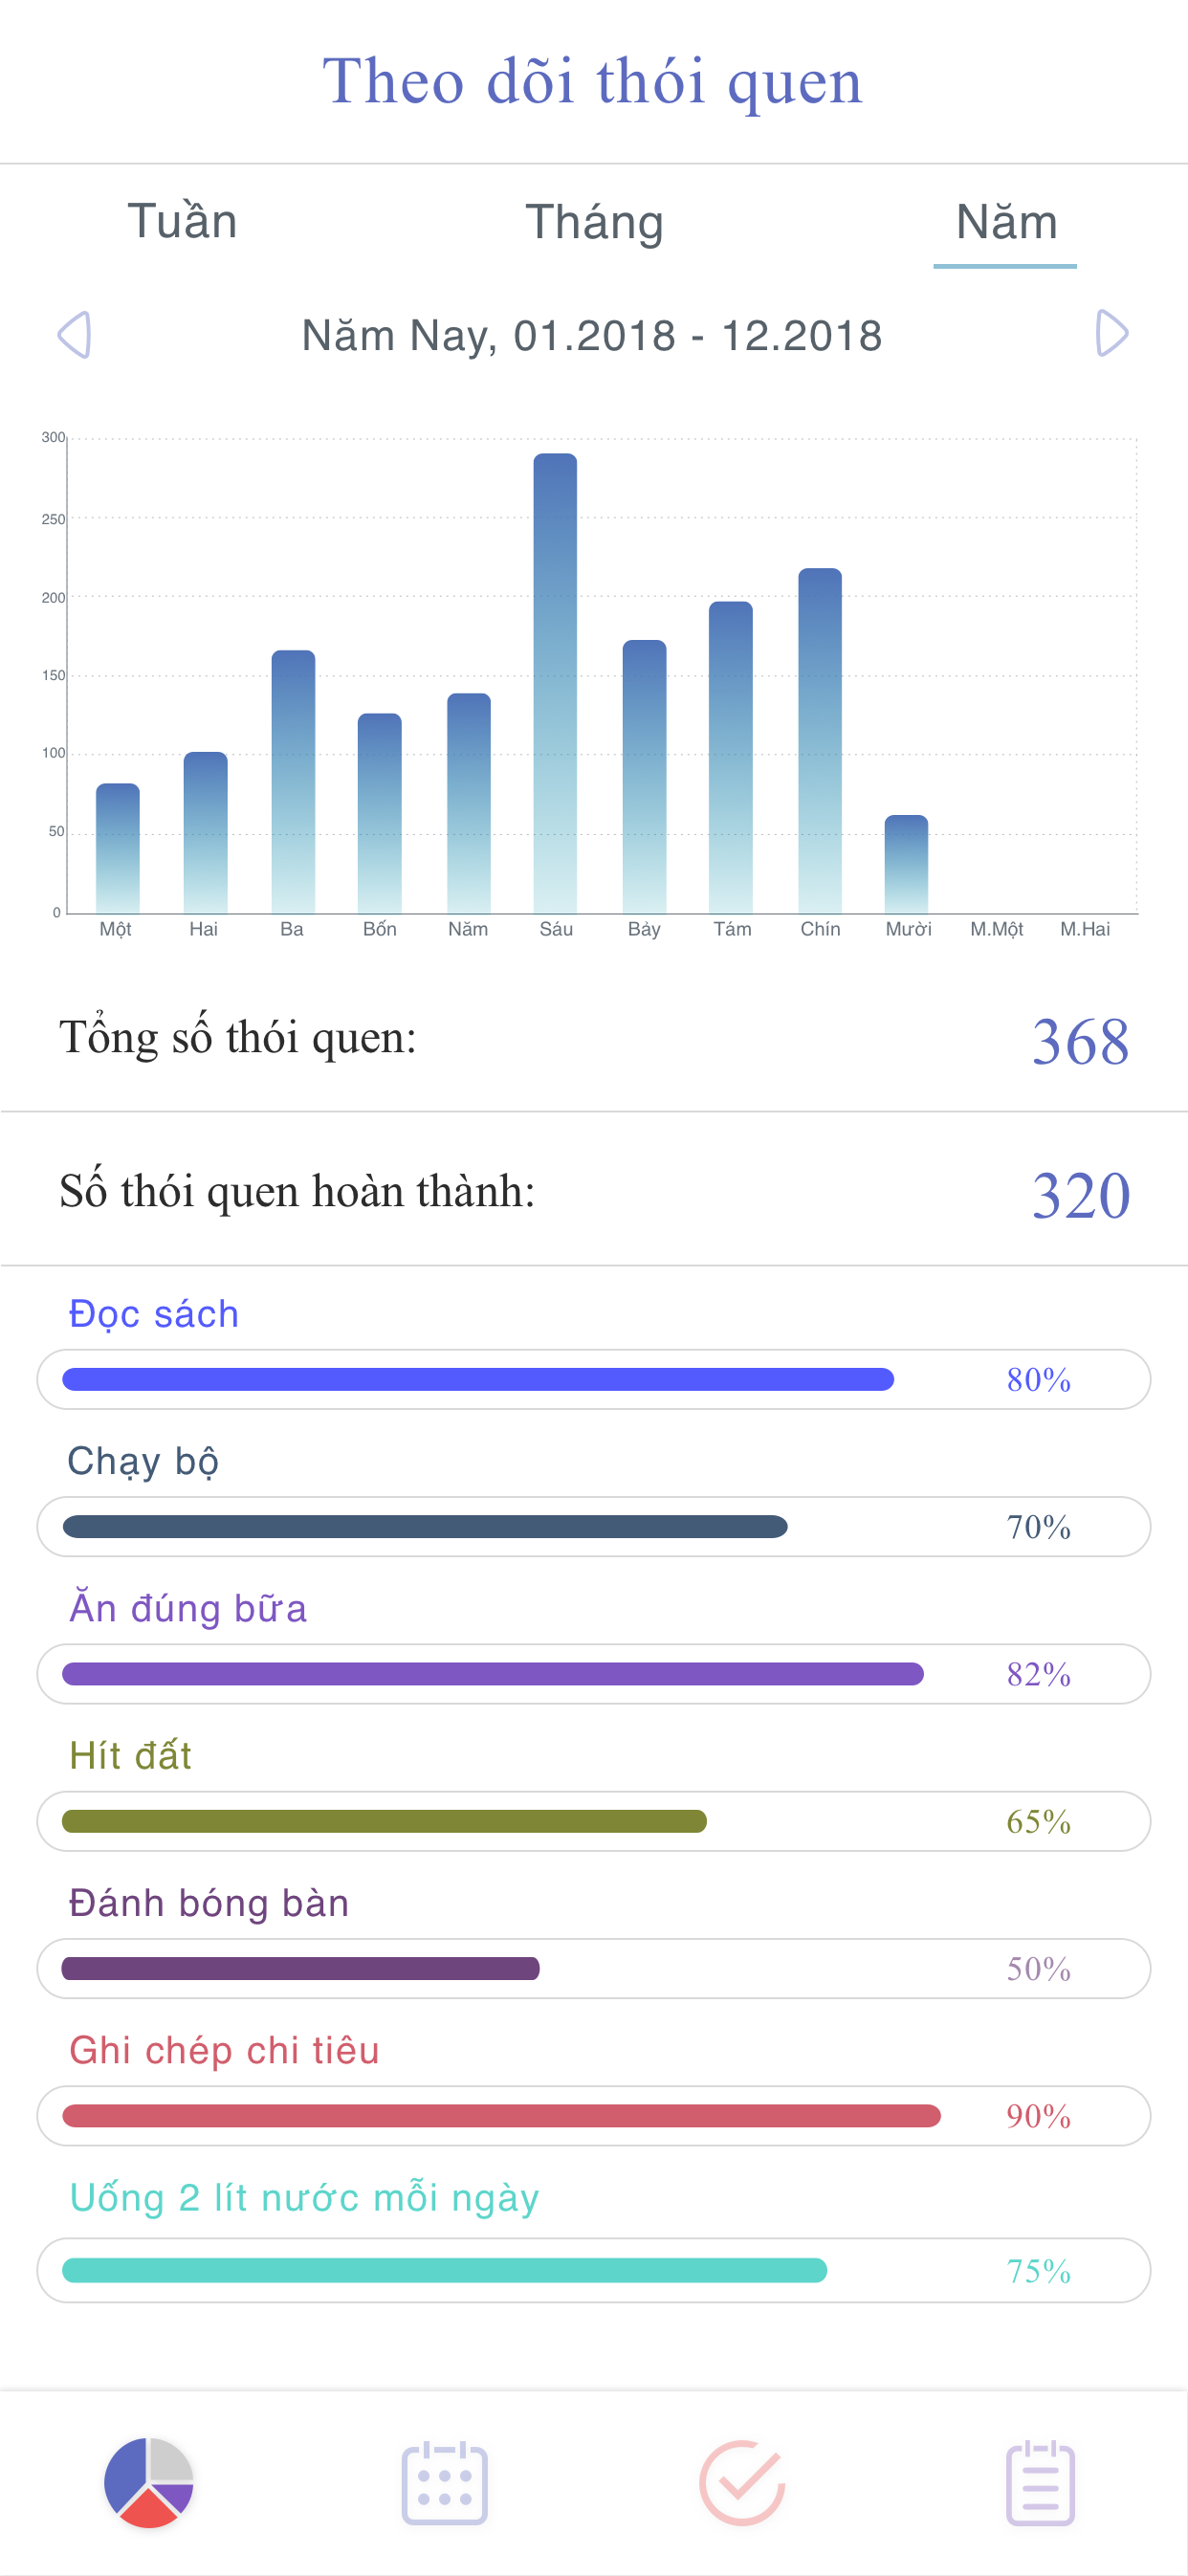 Theo dõi thói quen
Tuần Tháng Năm
Năm Nay, 01.2018 - 12.2018
300
250
200
150
100
50
0
Một Hai Ba Bốn Năm Sáu Bảy Tám Chín Mười M.Một M.Hai
Tổng số thói quen: 368
Số thói quen hoàn thành: 320
Đọc sách
80%
Chạy bộ
70%
Ăn đúng bữa
82%
Hít đất
65%
Đánh bóng bàn
50%
Ghi chép chi tiêu
90%
Uống 2 lít nước mỗi ngày
75%